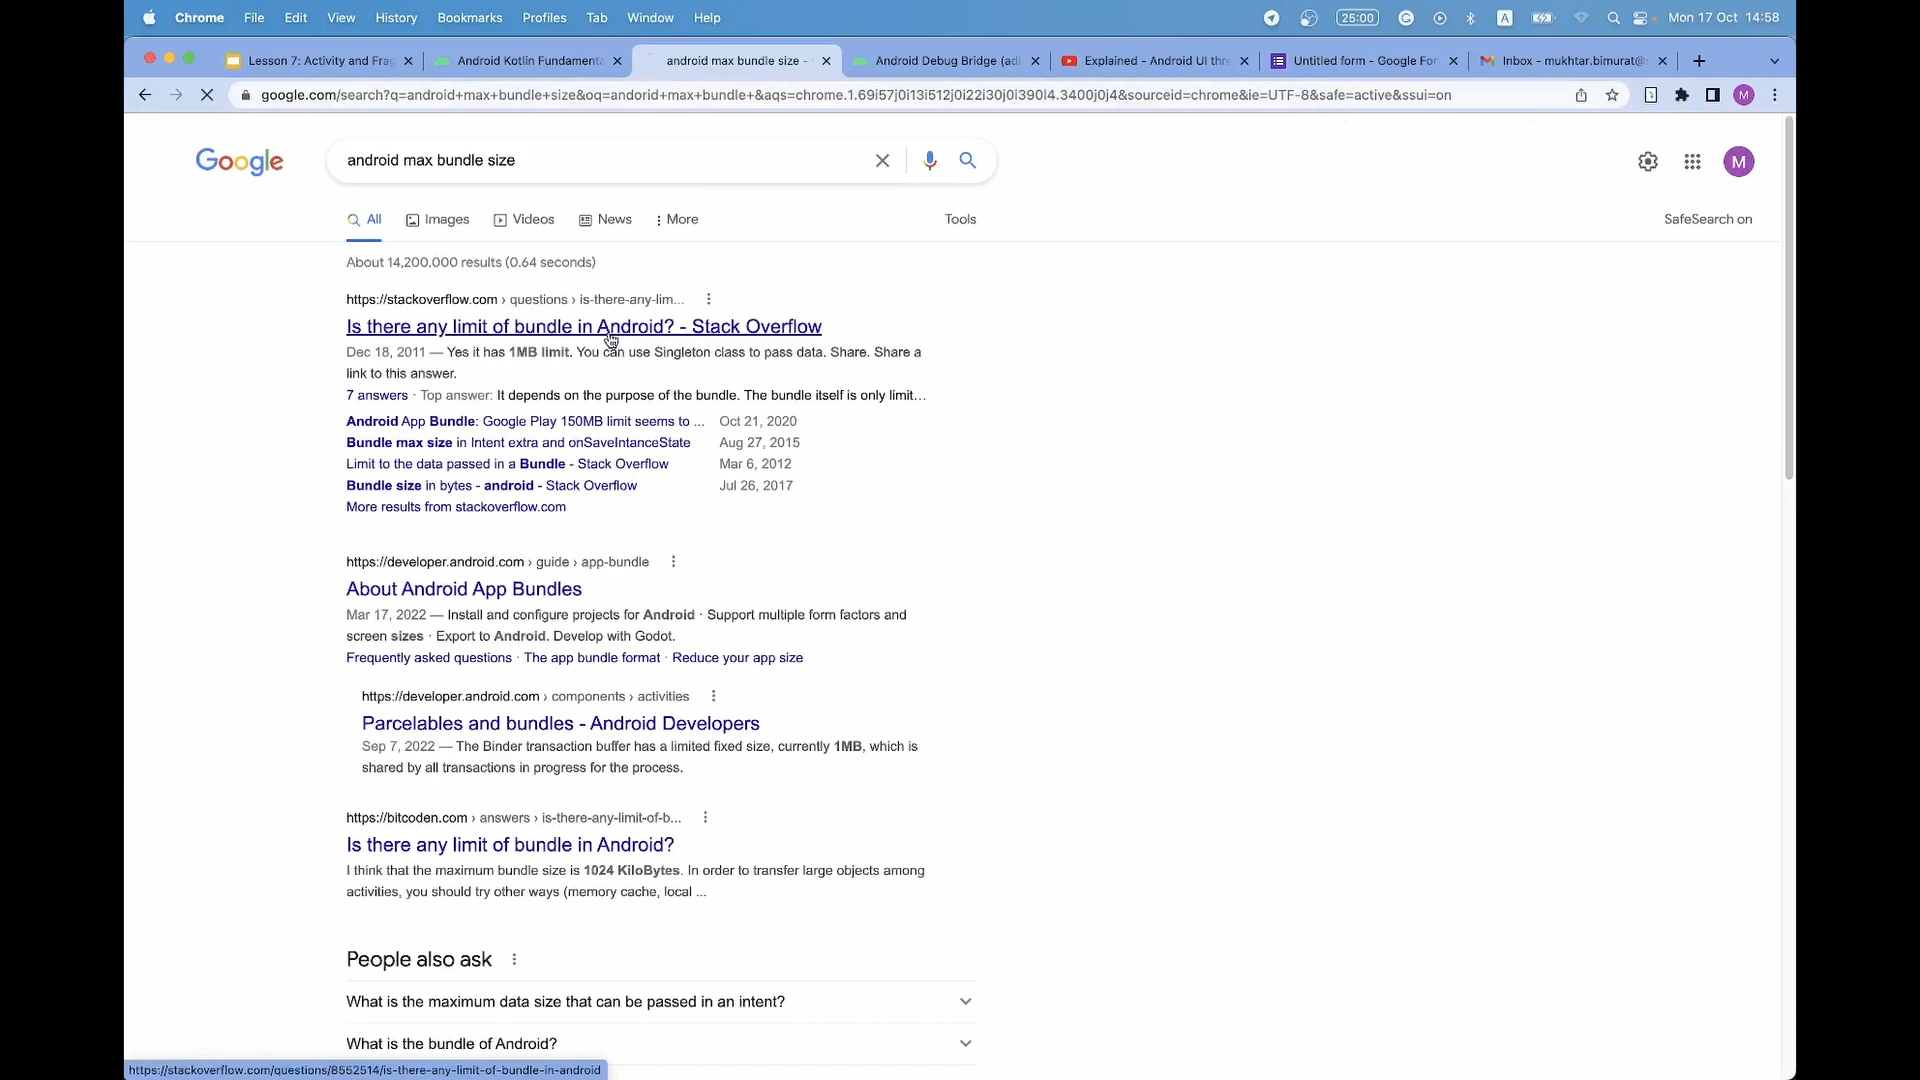 Chrome File Edit View History Bookmarks Profiles Tab Window Help 25:00 A Mon 17 Oct 14:58
Lesson 7: Activity and Frag Android Kotlin Fundamenta android max bundle size - Android Debug Bridge (ad Explained - Android UI thre Untitled form - Google For Inbox - mukhtar.bimurat@
google.com/search?q=android+max+bundle+size&oq=andorid+max+bundle+&aqs=chrome.1.69i57j0i13i512j0i22i30j0i390l4.3400j0j4&sourceid=chrome&ie=UTF-8&safe=active&ssui=on M
Google android max bundle size M
All Images Videos News More Tools SafeSearch on
About 14,200,000 results (0.64 seconds)
https://stackoverflow.com › questions › is-there-any-lim...
Is there any limit of bundle in Android? - Stack Overflow
Dec 18, 2011 — Yes it has 1MB limit. You can use Singleton class to pass data. Share. Share a
link to this answer.
7 answers · Top answer: It depends on the purpose of the bundle. The bundle itself is only limit...
Android App Bundle: Google Play 150MB limit seems to ... Oct 21, 2020
Bundle max size in Intent extra and onSaveIntanceState Aug 27, 2015
Limit to the data passed in a Bundle - Stack Overflow Mar 6, 2012
Bundle size in bytes - android - Stack Overflow Jul 26, 2017
More results from stackoverflow.com
https://developer.android.com › guide › app-bundle
About Android App Bundles
Mar 17, 2022 — Install and configure projects for Android · Support multiple form factors and
screen sizes · Export to Android. Develop with Godot.
Frequently asked questions · The app bundle format · Reduce your app size
https://developer.android.com › components › activities
Parcelables and bundles - Android Developers
Sep 7, 2022 — The Binder transaction buffer has a limited fixed size, currently 1MB, which is
shared by all transactions in progress for the process.
https://bitcoden.com › answers › is-there-any-limit-of-b...
Is there any limit of bundle in Android?
I think that the maximum bundle size is 1024 KiloBytes. In order to transfer large objects among
activities, you should try other ways (memory cache, local ...
People also ask
What is the maximum data size that can be passed in an intent?
What is the bundle of Android?
https://stackoverflow.com/questions/8552514/is-there-any-limit-of-bundle-in-android